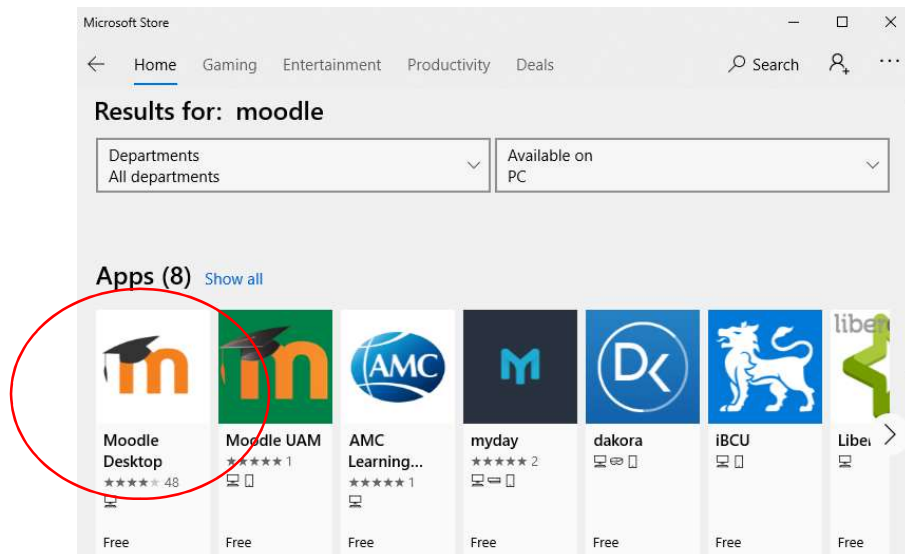 Microsoft Store
Home Gaming Entertainment Productivity Deals Search
Results for: moodle
Departments
All departments
Available on
PC
Apps (8) Show all
m
Moodle Desktop
48
Free
m
Moodle UAM
1
Free
AMC
AMC Learning...
1
Free
myday
2
Free
dakora
Free
iBCU
Free
Free